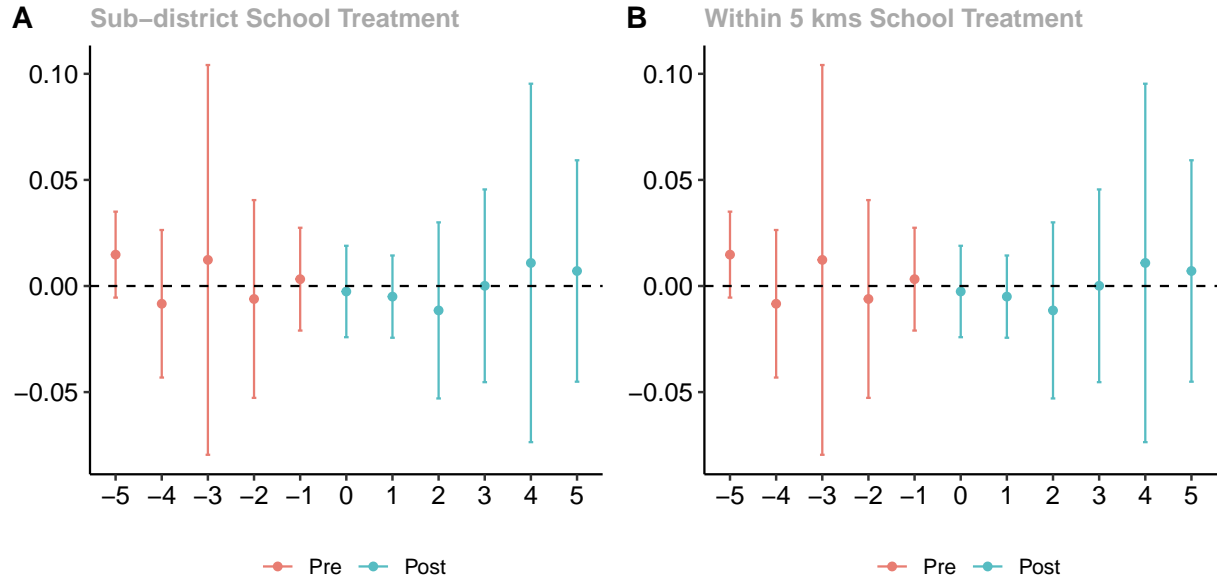 A Sub−district School Treatment
0.10
0.05
0.00
−0.05
−5 −4 −3 −2 −1 0 1 2 3 4 5
Pre Post
B Within 5 kms School Treatment
0.10
0.05
0.00
−0.05
−5 −4 −3 −2 −1 0 1 2 3 4 5
Pre Post